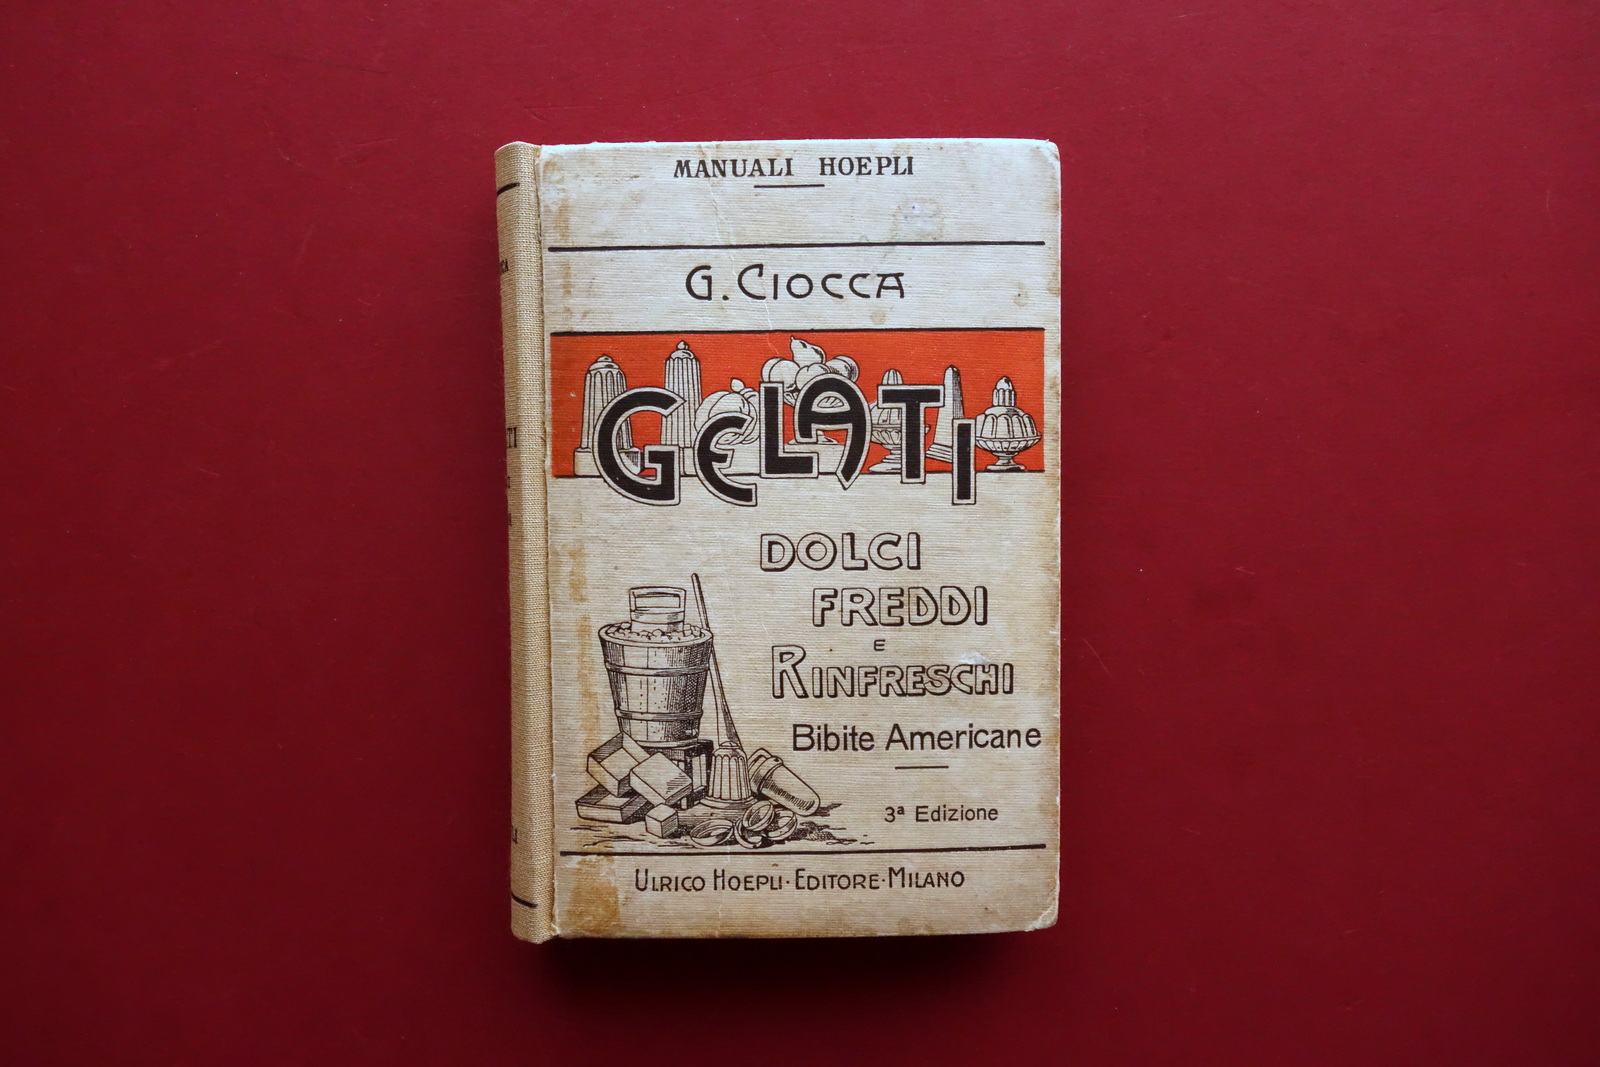 MANUALI HOEPLI
G. CIOCCA
GELATI
DOLCI
FREDDI
E
RINFRESCHI
Bibite Americane
3ª Edizione
ULRICO HOEPLI·EDITORE·MILANO